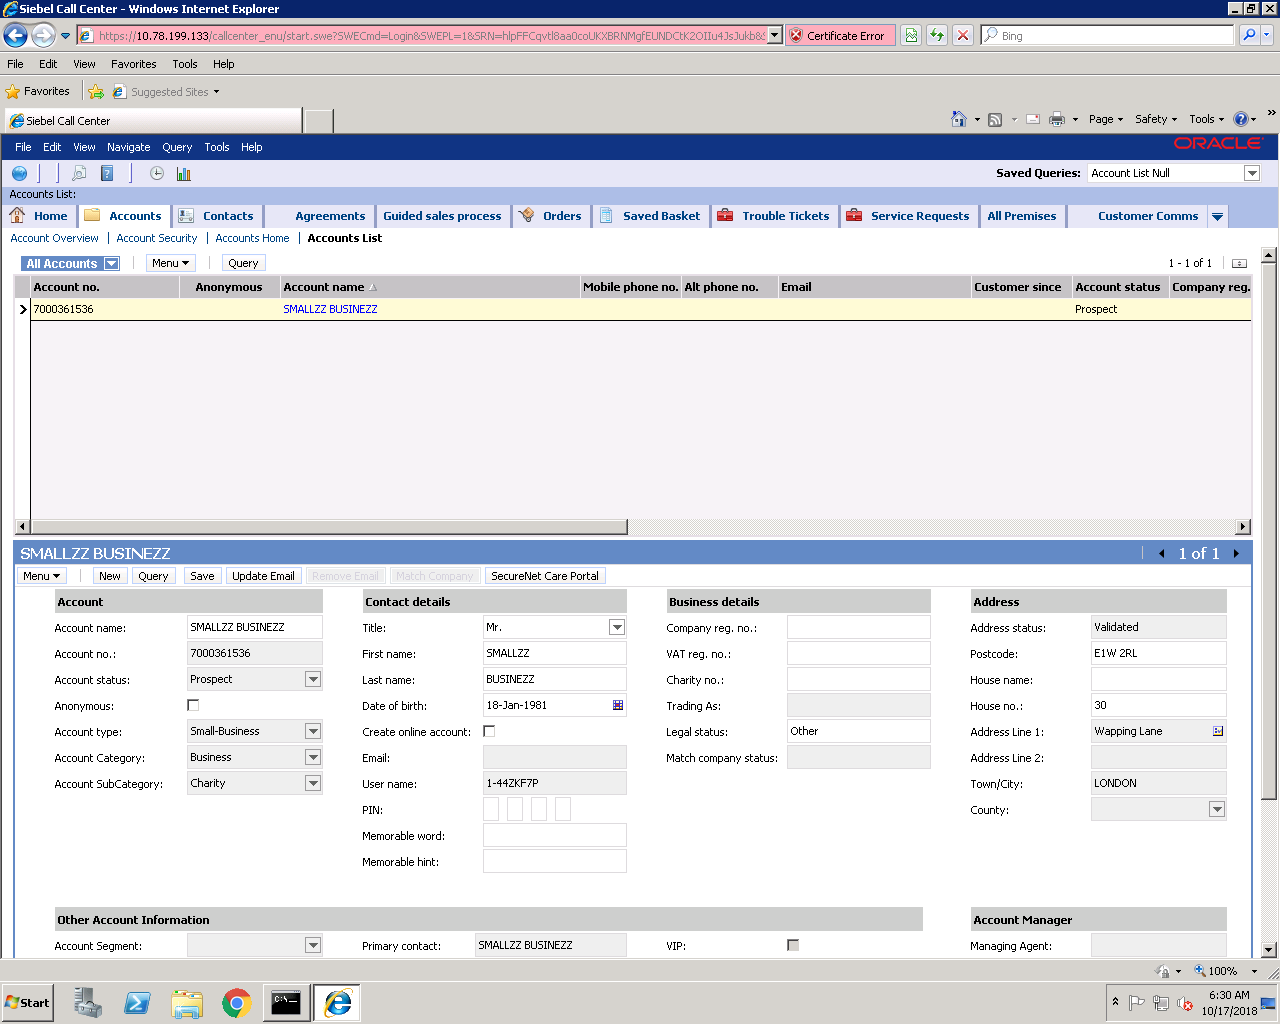 Siebel Call Center - Windows Internet Explorer
https://10.78.199.133/callcenter_enu/start.swe?SWECmd=Login&SWEPL=1&SRN= Certificate Error Bing
File Edit View Favorites Tools Help
Favorites Suggested Sites
Siebel Call Center Page Safety Tools
File Edit View Navigate Query Tools Help ORACLE
Saved Queries: Account List Null
Accounts List:
Home Accounts Contacts Agreements Guided sales process Orders Saved Basket Trouble Tickets Service Requests All Premises Customer Comms
Account Overview Account Security Accounts Home Accounts List
All Accounts Menu Query 1 - 1 of 1
Account no. Anonymous Account name Mobile phone no. Alt phone no. Email Customer since Account status Company reg.
7000361536 SMALLZZ BUSINEZZ Prospect
SMALLZZ BUSINEZZ 1 of 1
Menu New Query Save Update Email Remove Email Match Company SecureNet Care Portal
Account Contact details Business details Address
Account name: SMALLZZ BUSINEZZ Title: Mr. Company reg. no.: Address status: Validated
Account no.: 7000361536 First name: SMALLZZ VAT reg. no.: Postcode: E1W 2RL
Account status: Prospect Last name: BUSINEZZ Charity no.: House name:
Anonymous: Date of birth: 18-Jan-1981 Trading As: House no.: 30
Account type: Small-Business Create online account: Legal status: Other Address Line 1: Wapping Lane
Account Category: Business Email: Match company status: Address Line 2:
Account SubCategory: Charity User name: 1-44ZKF7P Town/City: LONDON
PIN: County:
Memorable word:
Memorable hint:
Other Account Information Account Manager
Account Segment: Primary contact: SMALLZZ BUSINEZZ VIP: Managing Agent:
100%
Start 6:30 AM
10/17/2018